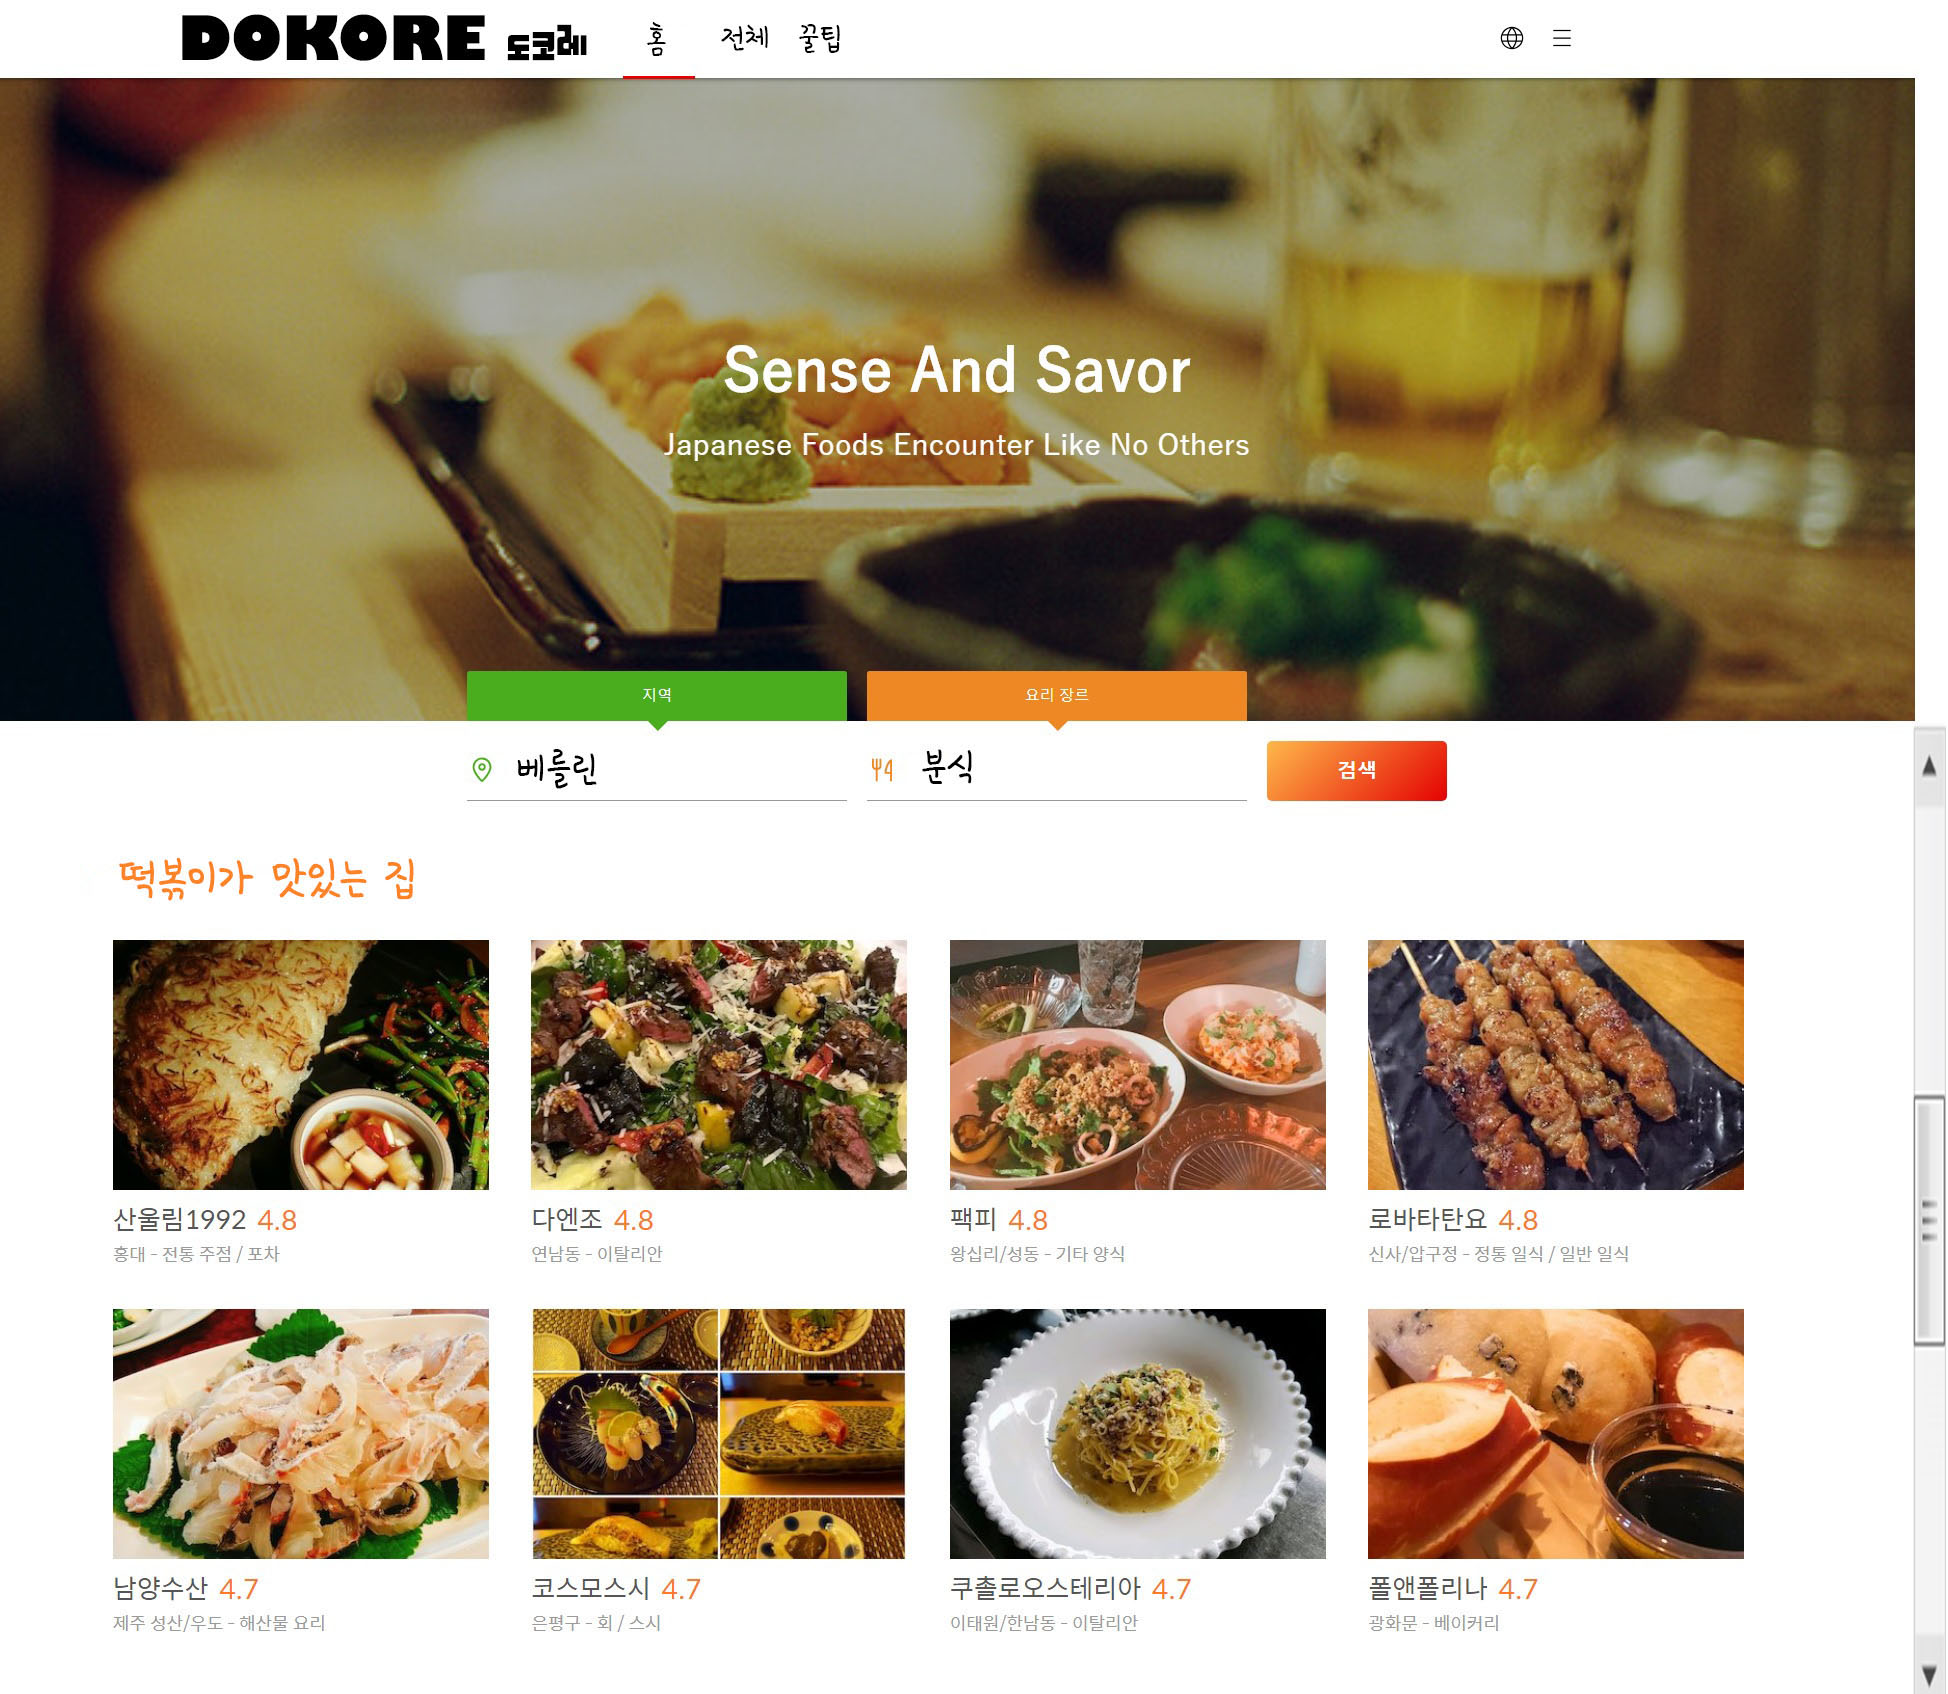 DOKORE 도코레 홈 전체 꿀팁
Sense And Savor
Japanese Foods Encounter Like No Others
지역 요리 장르
베를린 분식 검색
떡볶이가 맛있는 집
산울림1992 4.8 다엔조 4.8 팩피 4.8 로바타탄요 4.8
홍대 - 전통 주점 / 포차 연남동 - 이탈리안 왕십리/성동 - 기타 양식 신사/압구정 - 정통 일식 / 일반 일식
남양수산 4.7 코스모스시 4.7 쿠촐로오스테리아 4.7 폴앤폴리나 4.7
제주 성산/우도 - 해산물 요리 은평구 - 회 / 스시 이태원/한남동 - 이탈리안 광화문 - 베이커리